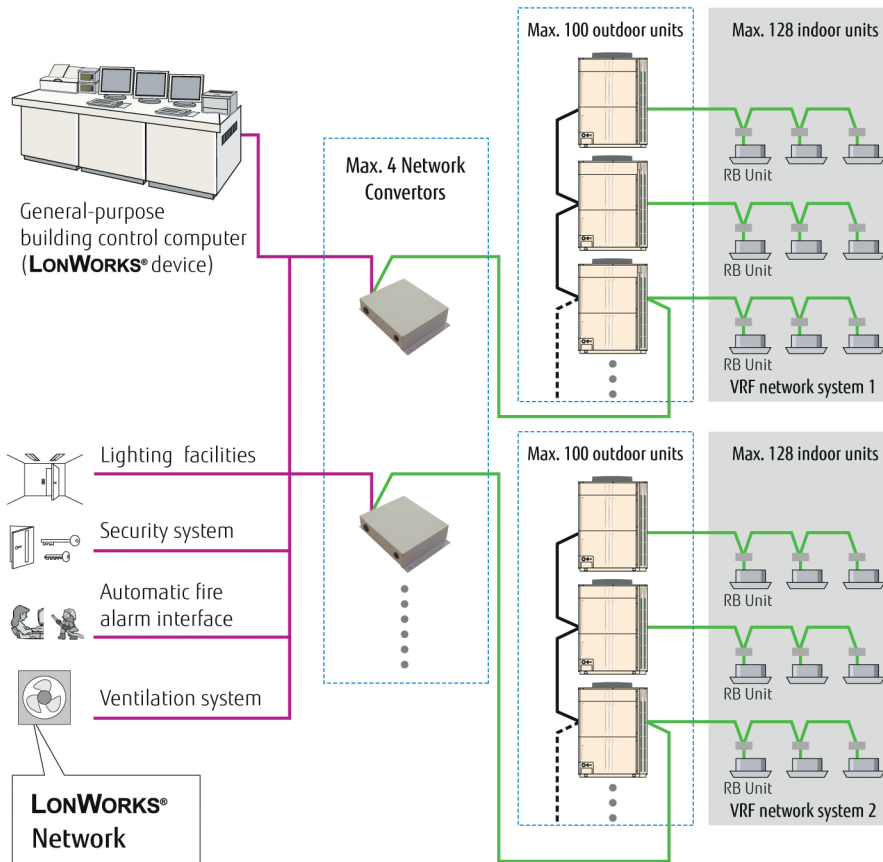 Max. 100 outdoor units
Max. 128 indoor units
Max. 4 Network
Convertors
General-purpose
building control computer
(LONWORKS® device)
RB Unit
RB Unit
RB Unit
VRF network system 1
Lighting facilities
Security system
Automatic fire
alarm interface
Ventilation system
LONWORKS®
Network
Max. 100 outdoor units
Max. 128 indoor units
RB Unit
RB Unit
RB Unit
VRF network system 2